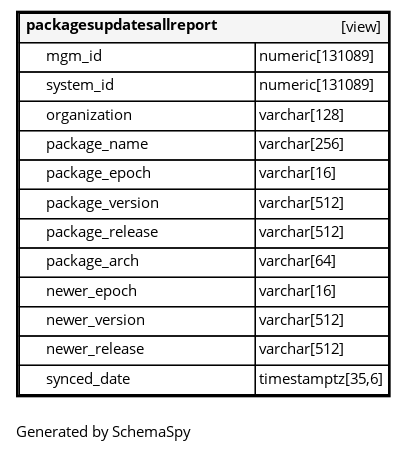 packagesupdatesallreport [view]
mgm_id numeric[131089]
system_id numeric[131089]
organization varchar[128]
package_name varchar[256]
package_epoch varchar[16]
package_version varchar[512]
package_release varchar[512]
package_arch varchar[64]
newer_epoch varchar[16]
newer_version varchar[512]
newer_release varchar[512]
synced_date timestamptz[35,6]
Generated by SchemaSpy